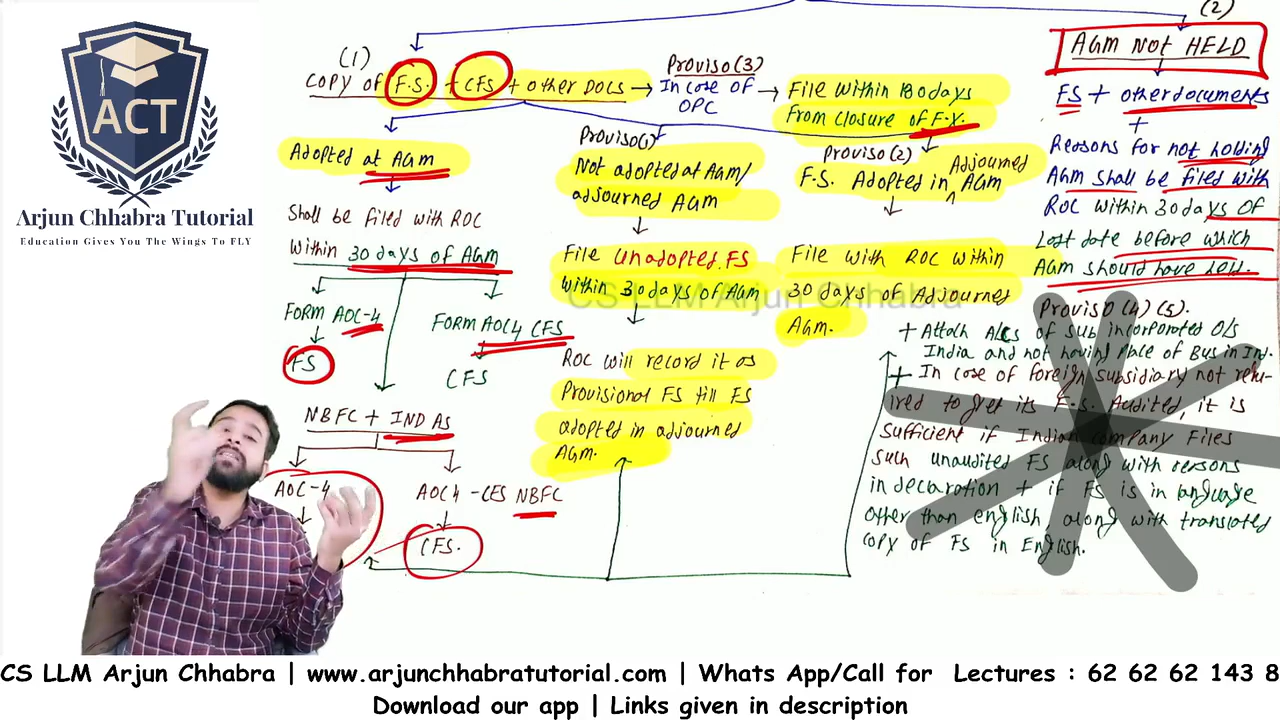 (2)
AGM NOT HELD
FS + other documents
+
Reasons for not holding
AGM shall be filed with
ROC within 30 days OF
Last date before which
AGM should have held.
Proviso (4) (5).
+ Attach A/cs of sub incorporated O/s
India and not having Place of Bus in Ind.
+ In case of foreign subsidiary not requ-
ired to get its F.S. Audited, it is
sufficient if Indian company Files
such unaudited FS along with reasons
in declaration + if FS is in language
other than english, along with translated
copy of FS in English.
(1)
COPY OF F.S. + CFS + other DOCS
Proviso(3)
In case of
OPC
File within 180 days
From closure of F.Y.
Adopted at AGM
Shall be filed with ROC
within 30 days of AGM
FORM AOC-4
FS
FORM AOC4 CFS
CFS
NBFC + IND AS
AOC-4
AOC4 -CFS NBFC
CFS.
Proviso(1)
Not adopted at AGM/
adjourned AGM
File unadopted FS
within 30 days of AGM
ROC will record it as
Provisional FS till FS
adopted in adjourned
AGM.
Proviso(2)
F.S. Adopted in Adjourned AGM
File with ROC within
30 days of Adjourned
AGM.
CS LLM Arjun Chhabra
ACT
Arjun Chhabra Tutorial
Education Gives You The Wings To FLY
CS LLM Arjun Chhabra | www.arjunchhabratutorial.com | Whats App/Call for Lectures : 62 62 62 143 8
Download our app | Links given in description